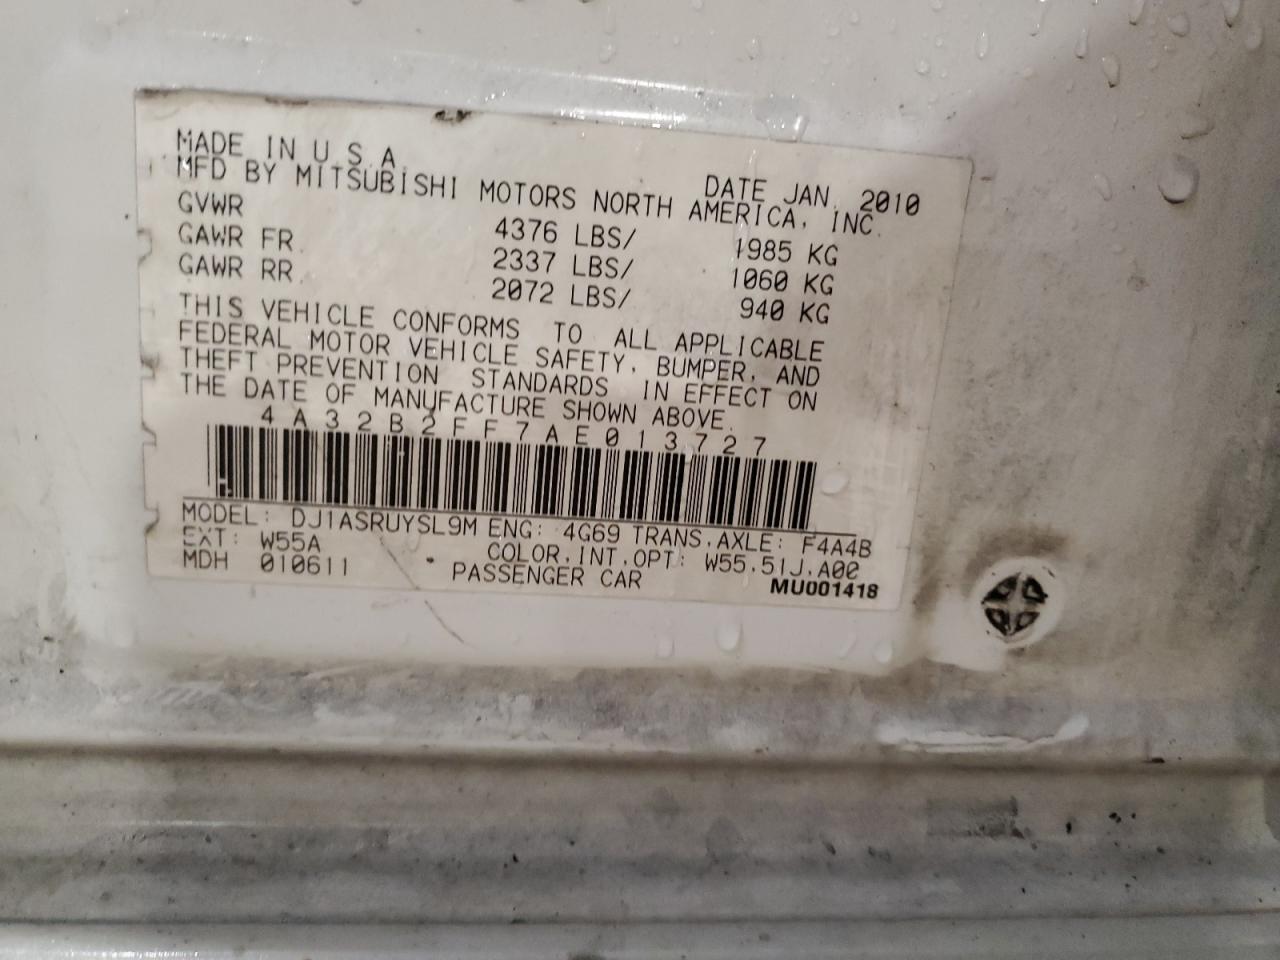 MADE IN U.S.A. DATE JAN. 2010
MFD BY MITSUBISHI MOTORS NORTH AMERICA, INC.
GVWR 4376 LBS/ 1985 KG
GAWR FR. 2337 LBS/ 1060 KG
GAWR RR. 2072 LBS/ 940 KG
THIS VEHICLE CONFORMS TO ALL APPLICABLE
FEDERAL MOTOR VEHICLE SAFETY, BUMPER, AND
THEFT PREVENTION STANDARDS IN EFFECT ON
THE DATE OF MANUFACTURE SHOWN ABOVE.
4A32B2FF7AE013727
MODEL: DJ1ASRUYSL9M ENG: 4G69 TRANS.AXLE: F4A4B
EXT: W55A COLOR.INT.OPT: W55.51J.A00
MDH 010611 PASSENGER CAR MU001418